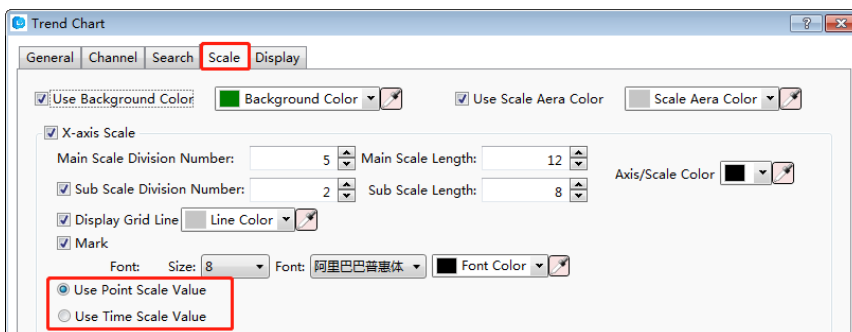 Trend Chart
General Channel Search Scale Display
Use Background Color Background Color Use Scale Aera Color Scale Aera Color
X-axis Scale
Main Scale Division Number: 5 Main Scale Length: 12
Axis/Scale Color
Sub Scale Division Number: 2 Sub Scale Length: 8
Display Grid Line Line Color
Mark
Font: Size: 8 Font: 阿里巴巴普惠体 Font Color
Use Point Scale Value
Use Time Scale Value